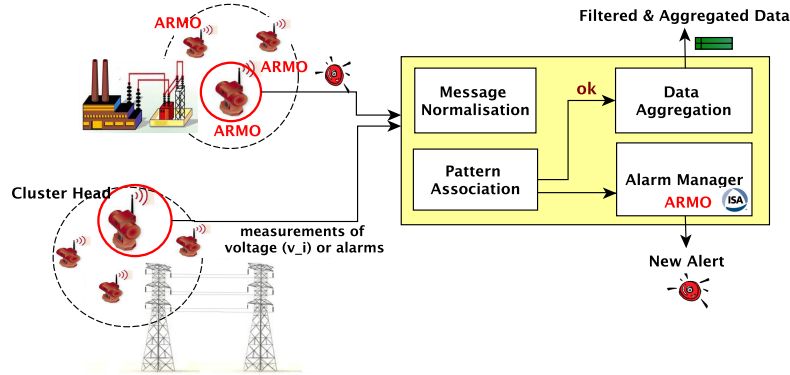 Filtered & Aggregated Data
ARMO
ARMO
ARMO
Message
Normalisation
ok
Data
Aggregation
Pattern
Association
Alarm Manager
ARMO
ISA
Cluster Head
measurements of
voltage (v_i) or alarms
New Alert